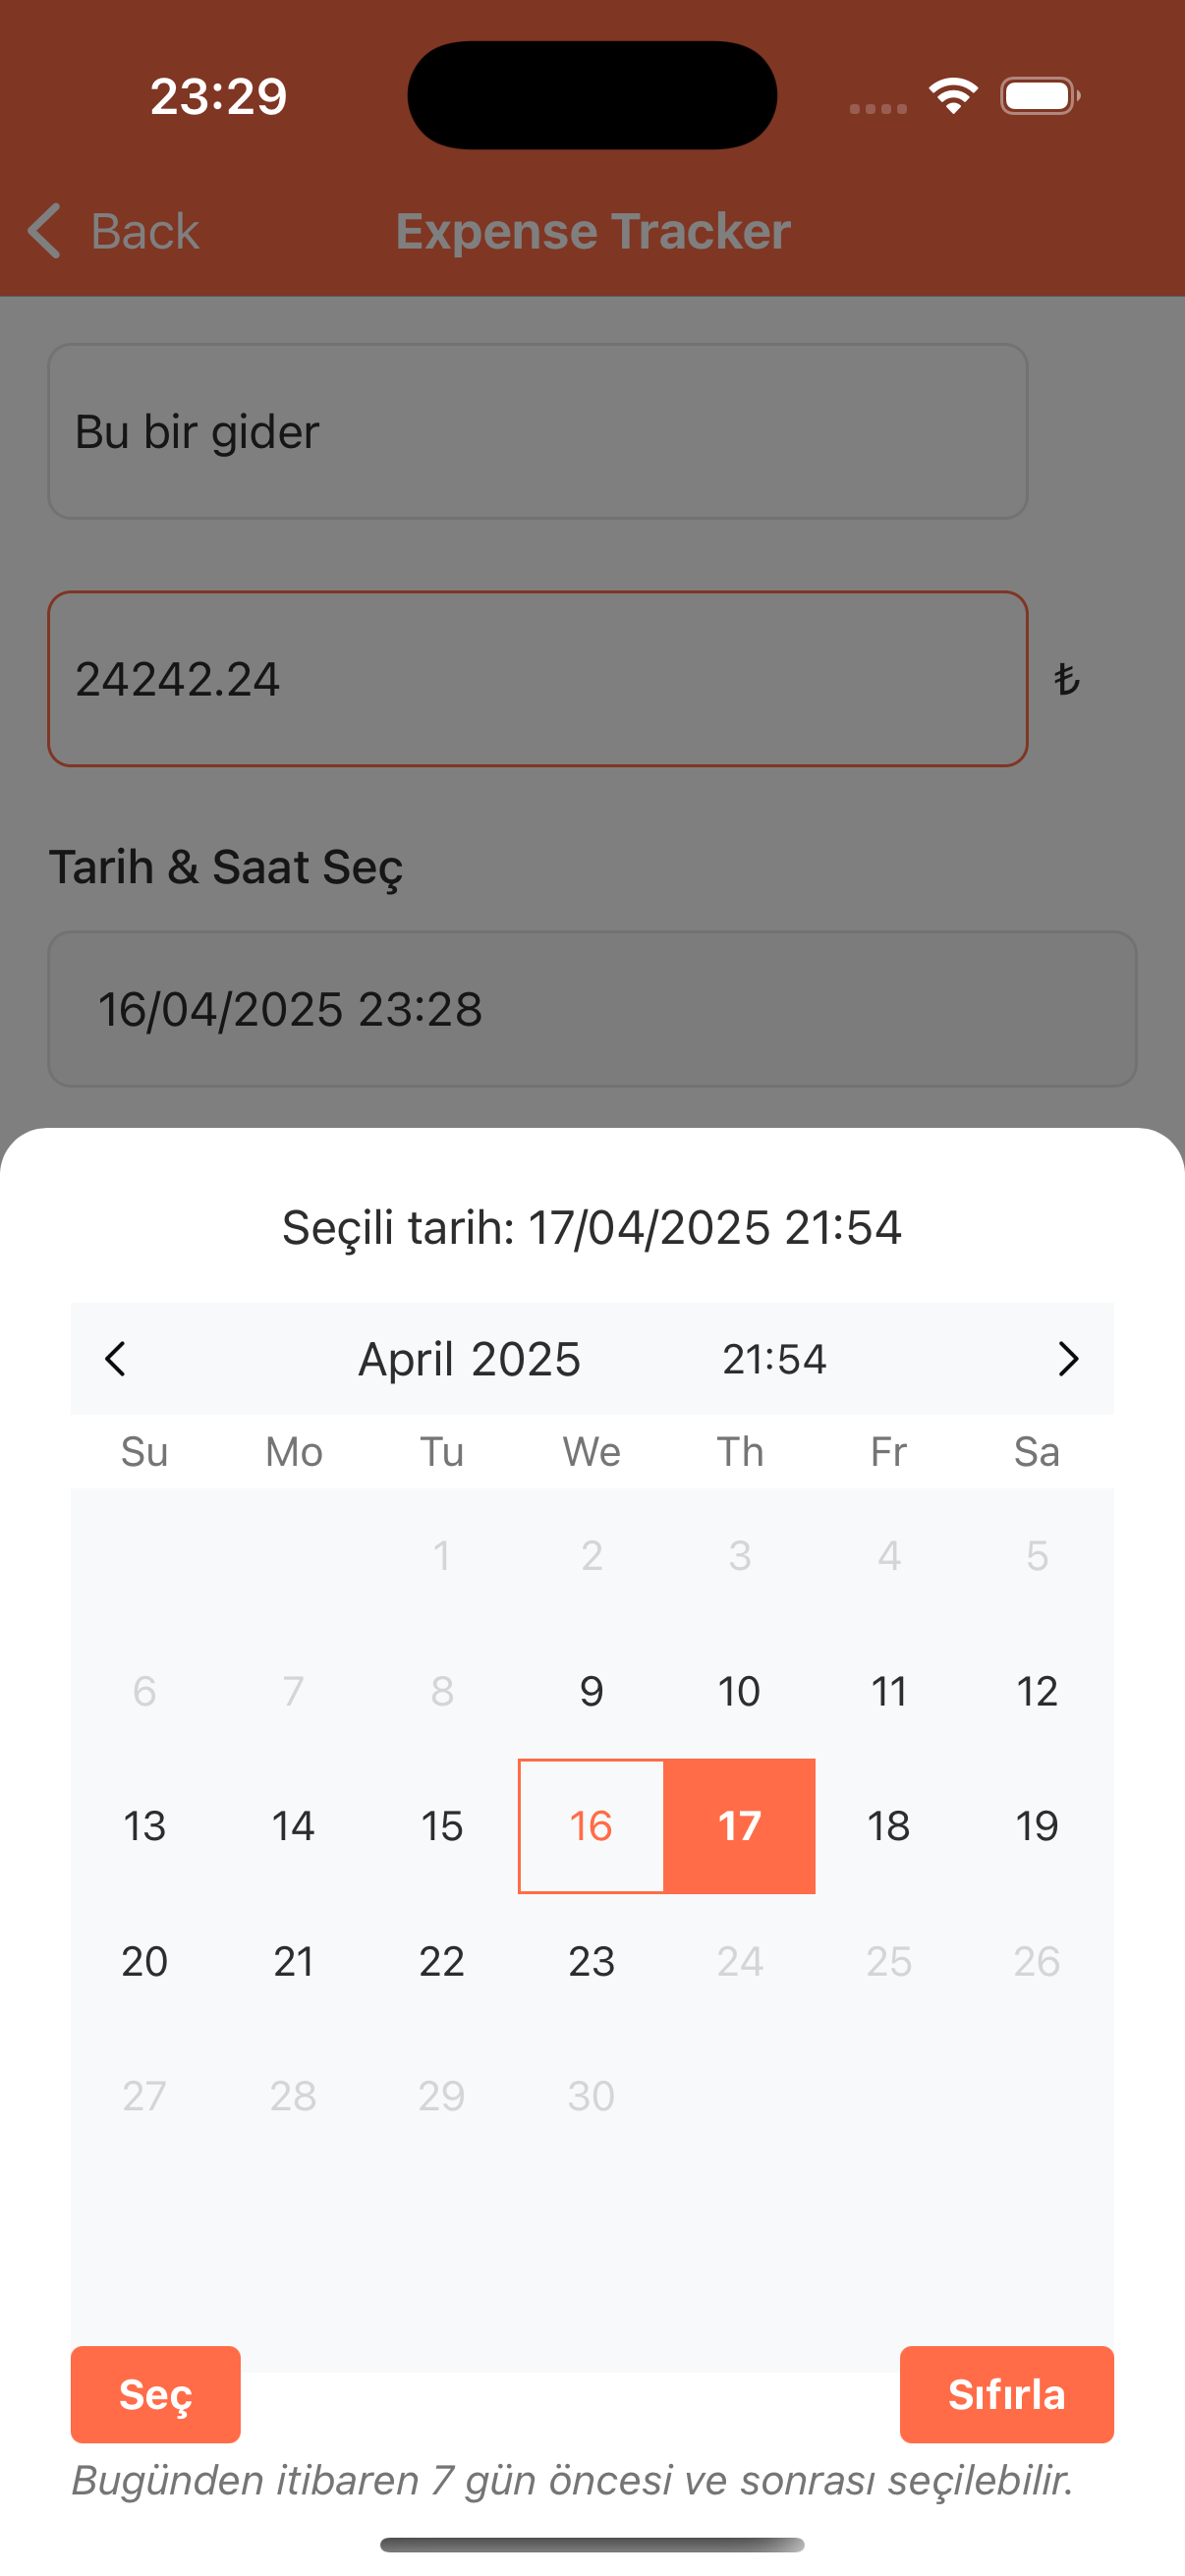 23:29
Back Expense Tracker
Bu bir gider
24242.24 ₺
Tarih & Saat Seç
16/04/2025 23:28
Seçili tarih: 17/04/2025 21:54
April 2025 21:54
Su Mo Tu We Th Fr Sa
1 2 3 4 5
6 7 8 9 10 11 12
13 14 15 16 17 18 19
20 21 22 23 24 25 26
27 28 29 30
Seç Sıfırla
Bugünden itibaren 7 gün öncesi ve sonrası seçilebilir.